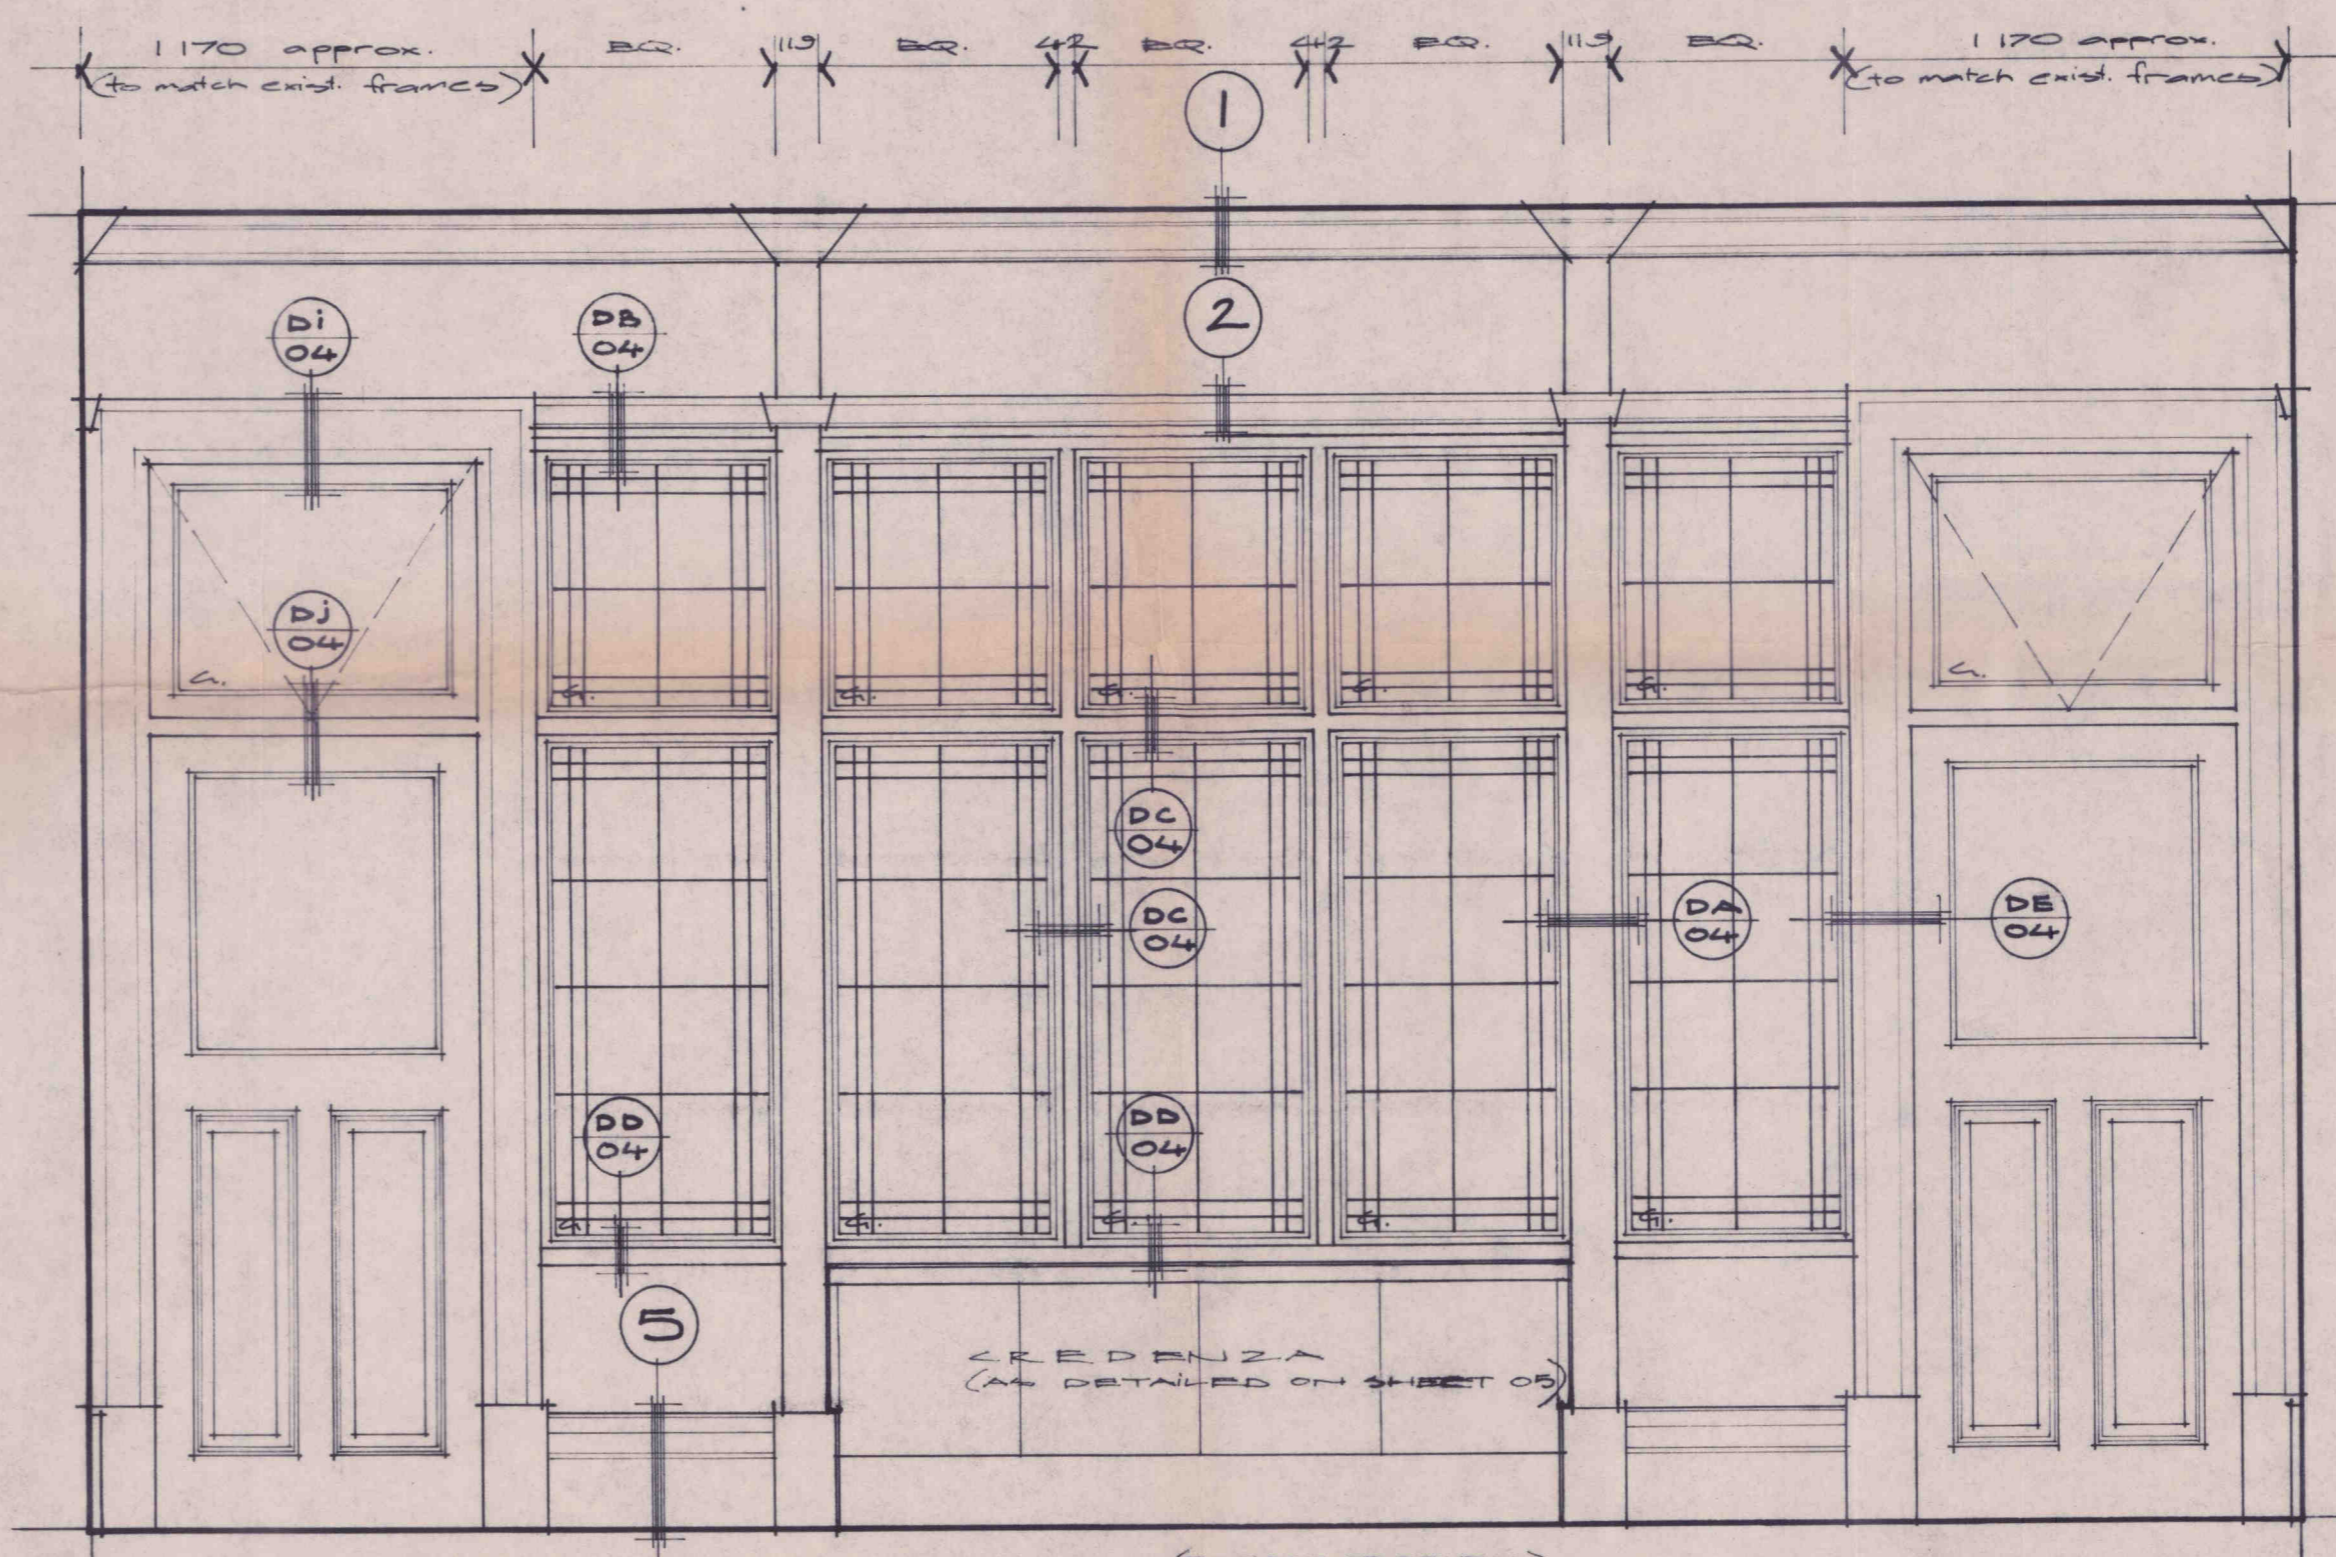 1 170 approx.
(to match exist. frames)
EQ.
119
EQ.
42
EQ.
42
EQ.
119
EQ.
1 170 approx.
(to match exist. frames)
1
2
Di
04
DB
04
Dj
04
G.
G.
G.
G.
G.
G.
G.
DC
04
DC
04
DA
04
DE
04
DD
04
DD
04
G.
G.
G.
G.
G.
5
CREDENZA
(AS DETAILED ON SHEET 05)